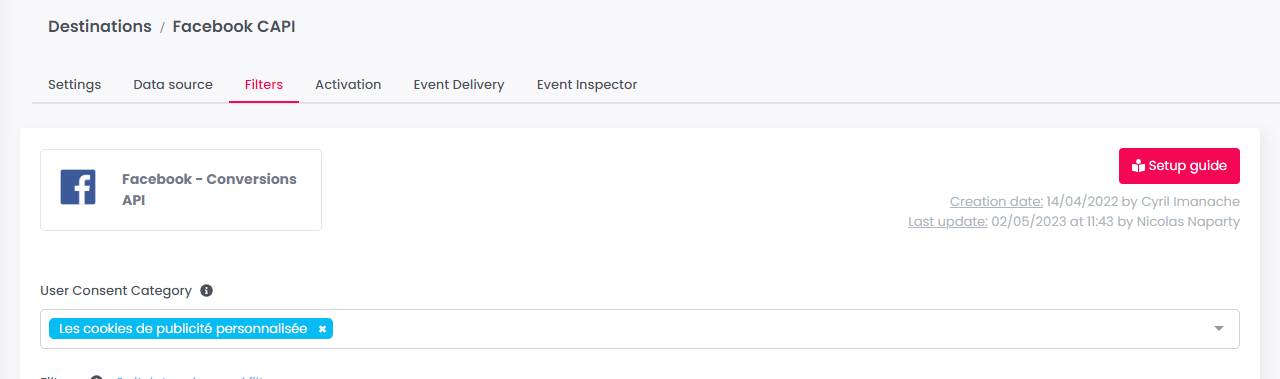 Destinations / Facebook CAPI
Settings Data source Filters Activation Event Delivery Event Inspector
Facebook - Conversions
API
Setup guide
Creation date: 14/04/2022 by Cyril Imanache
Last update: 02/05/2023 at 11:43 by Nicolas Naparty
User Consent Category
Les cookies de publicité personnalisée ×